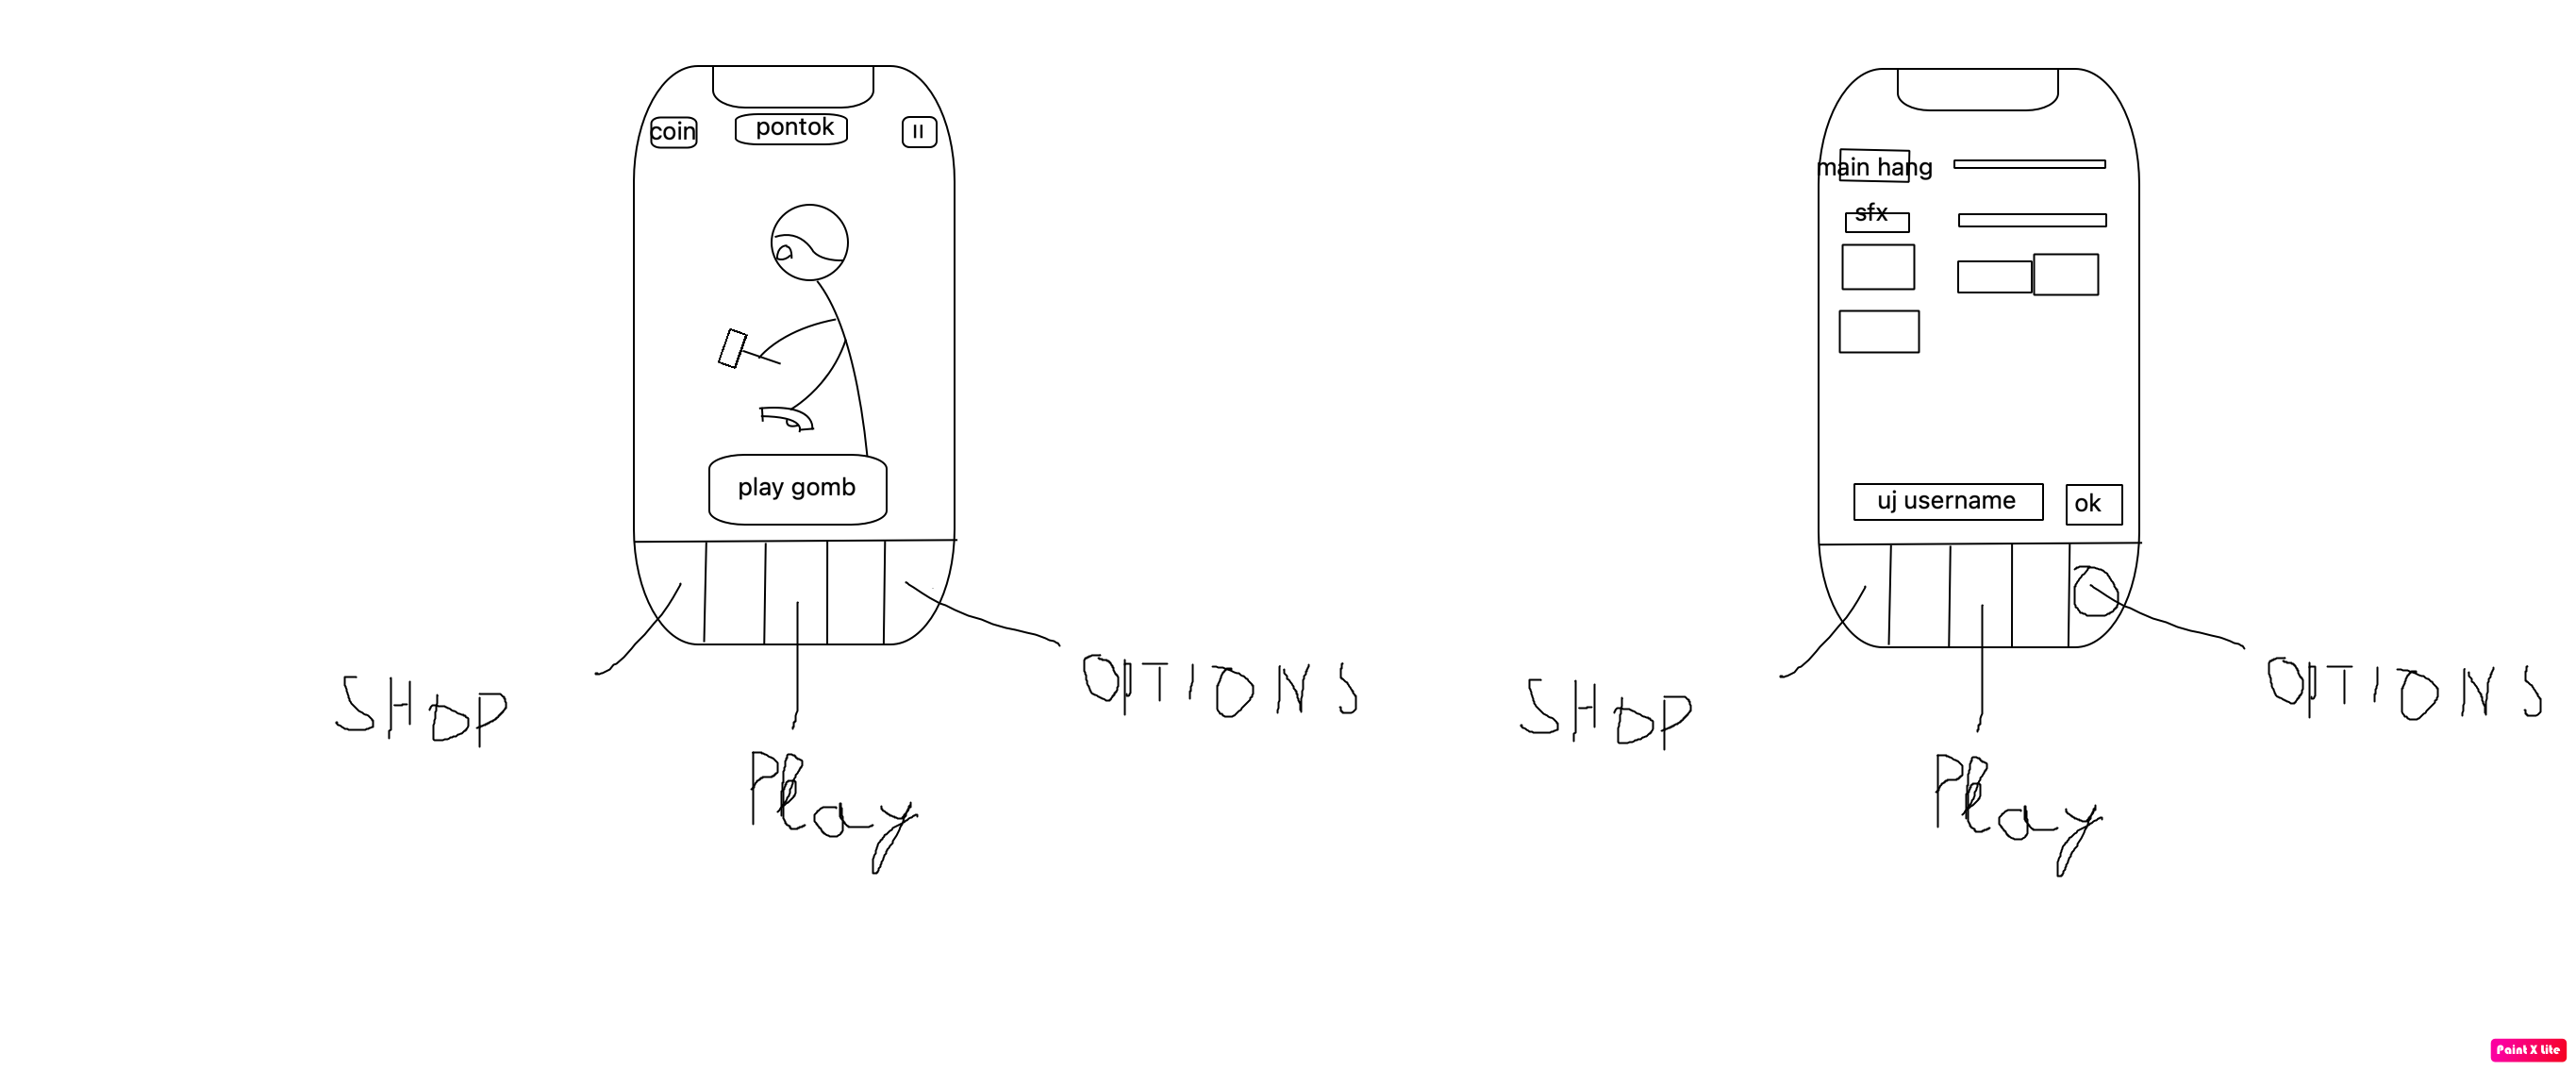 coin
pontok
II
play gomb
SHOP
Play
OPTIONS
main hang
sfx
uj username
ok
SHOP
Play
OPTIONS
Paint X Lite